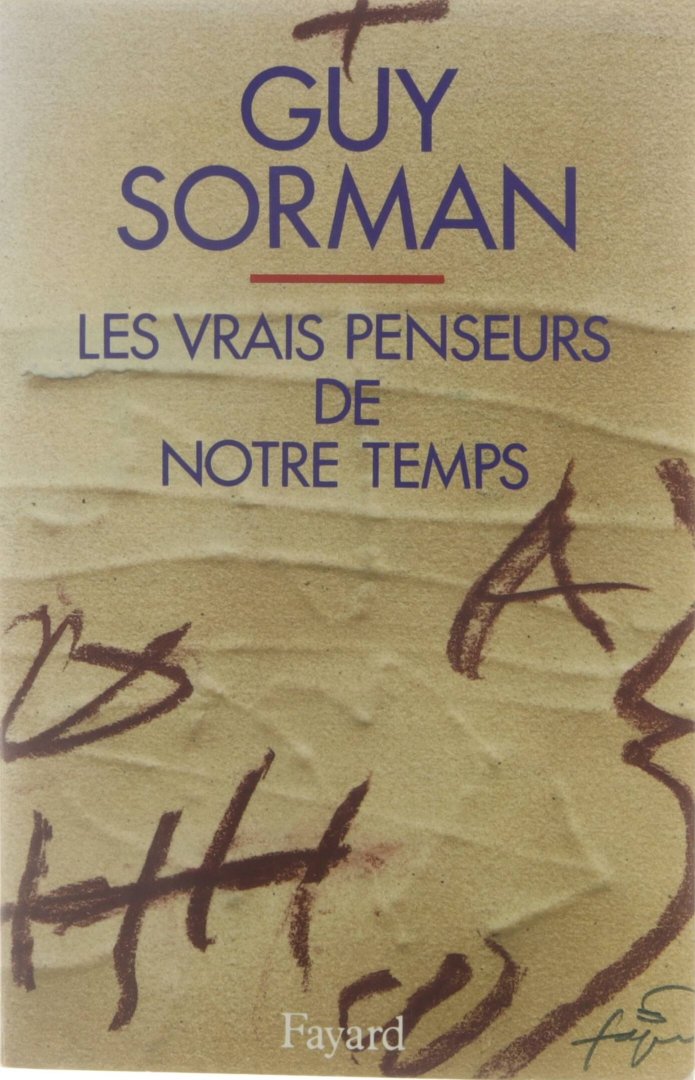 GUY
SORMAN
LES VRAIS PENSEURS
DE
NOTRE TEMPS
Fayard